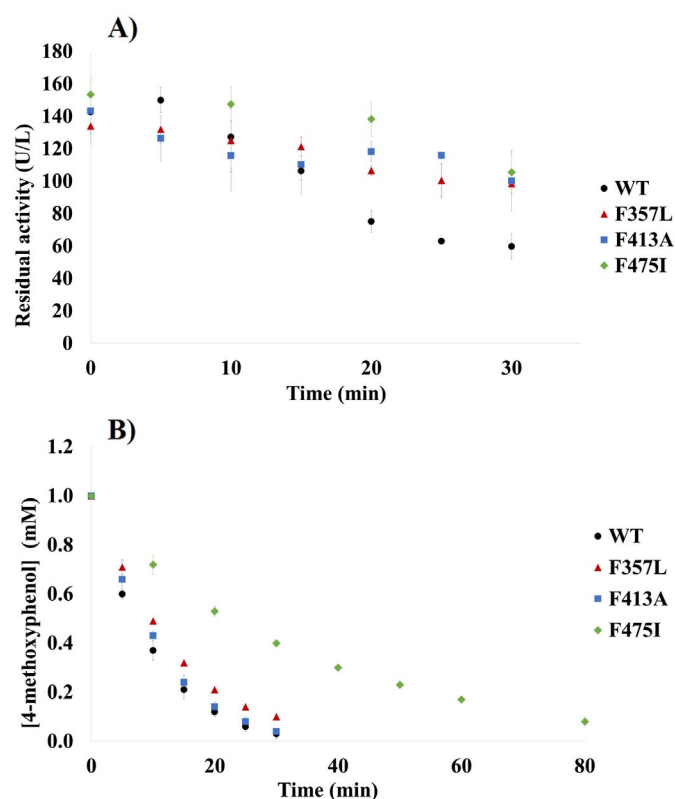 A)
180
160
140
120
100
80
60
40
20
0
Residual activity (U/L)
0 10 20 30
Time (min)
WT
F357L
F413A
F475I
B)
1.2
1.0
0.8
0.6
0.4
0.2
0.0
[4-methoxyphenol] (mM)
0 20 40 60 80
Time (min)
WT
F357L
F413A
F475I